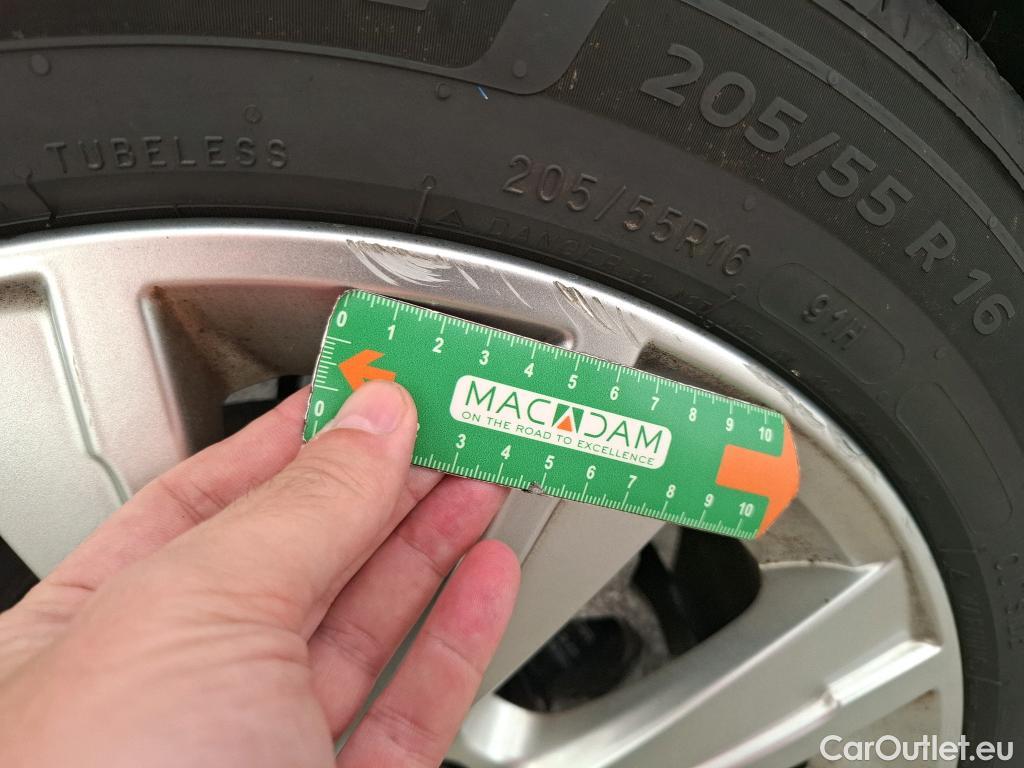 205/55 R 16
TUBELESS
205/55R16
DANGER
91H
0 1 2 3 4 5 6 7 8 9 10
MACADAM
ON THE ROAD TO EXCELLENCE
0 3 4 5 6 7 8 9 10
CarOutlet.eu